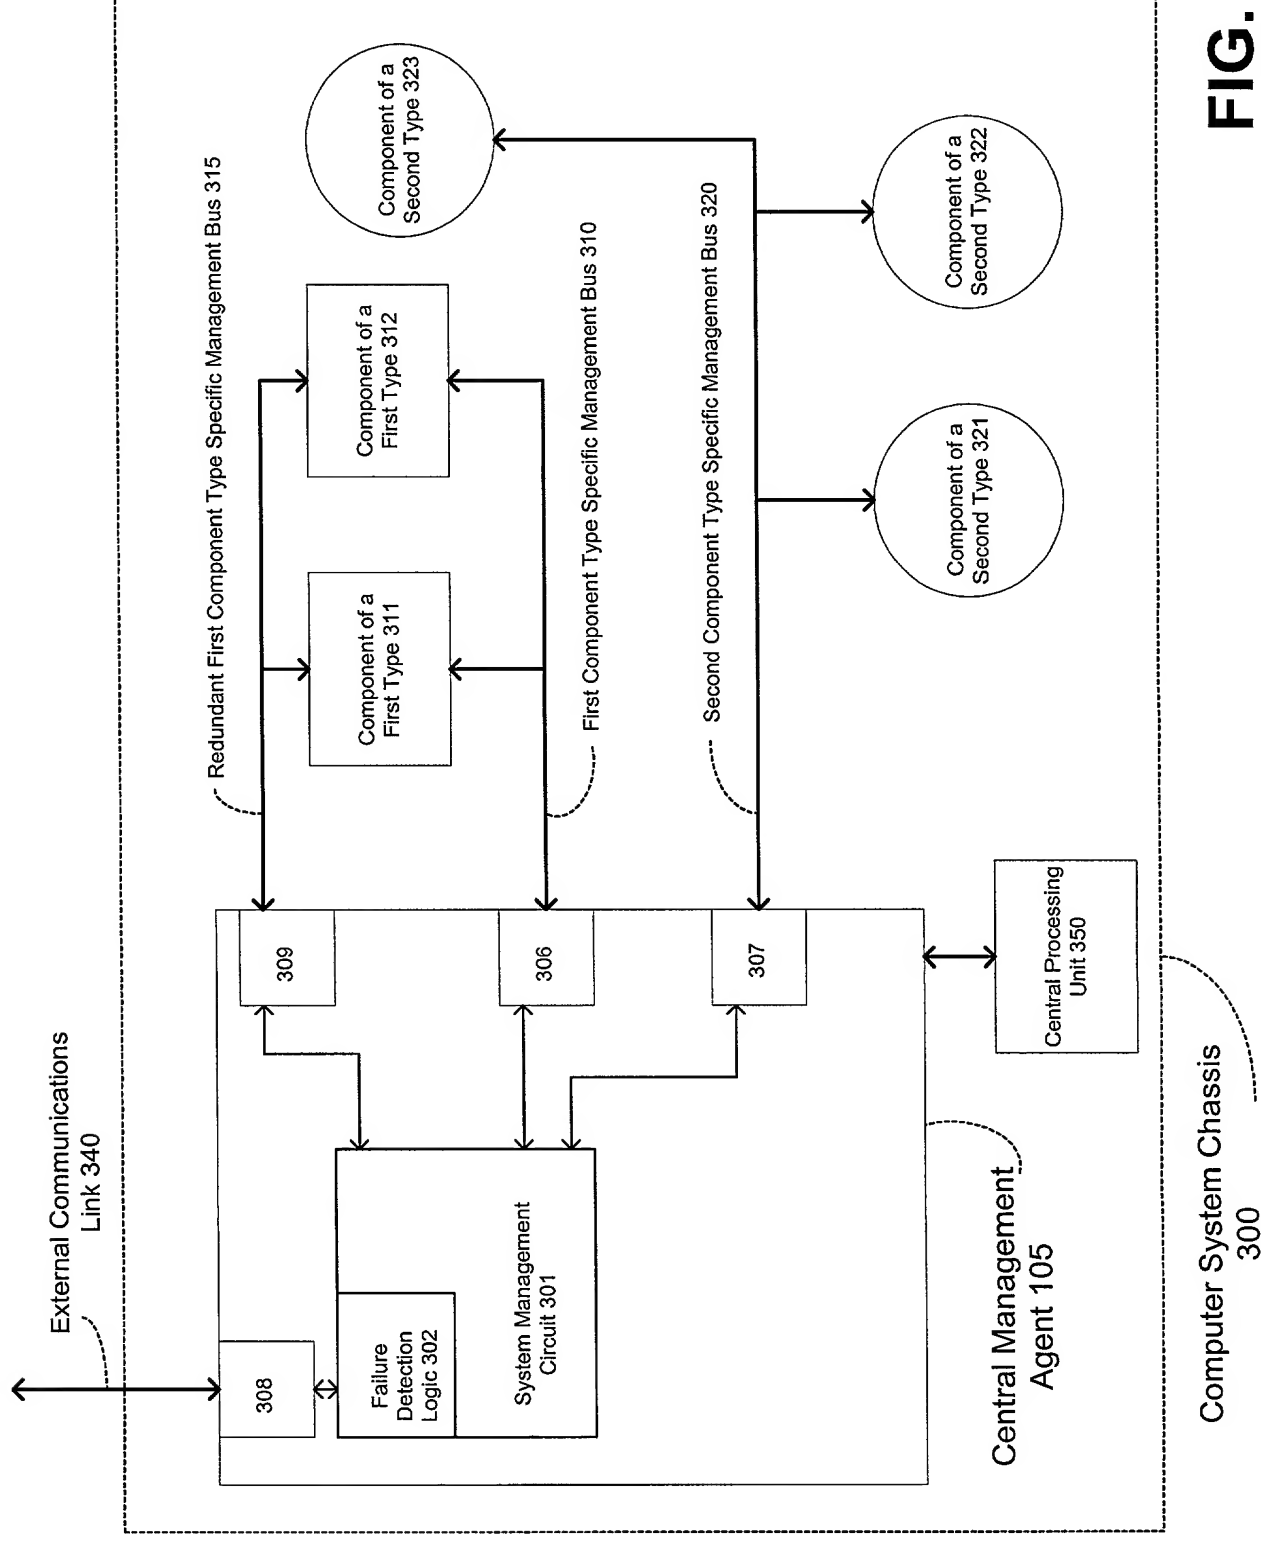 External Communications
Link 340
308
Failure
Detection
Logic 302
System Management
Circuit 301
309
306
307
Redundant First Component Type Specific Management Bus 315
Component of a
First Type 311
Component of a
First Type 312
First Component Type Specific Management Bus 310
Second Component Type Specific Management Bus 320
Component of a
Second Type 323
Component of a
Second Type 321
Component of a
Second Type 322
Central Processing
Unit 350
Central Management
Agent 105
Computer System Chassis
300
FIG.